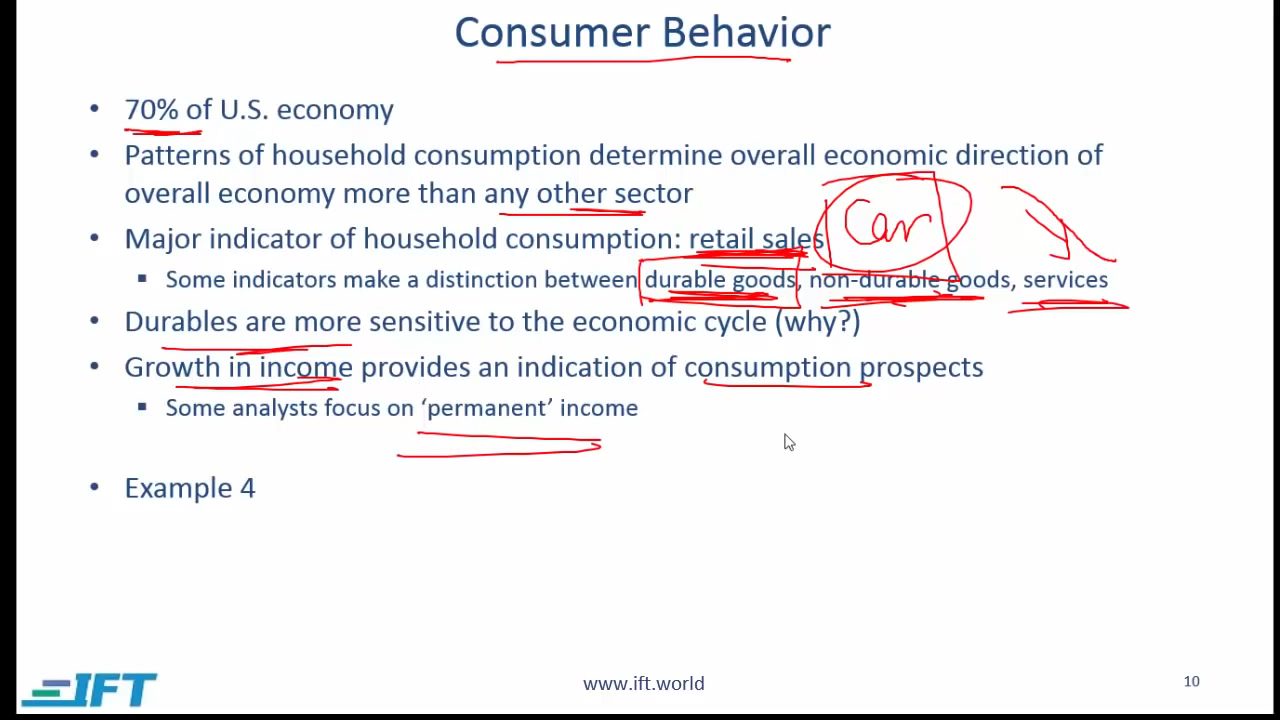 Consumer Behavior
• 70% of U.S. economy
• Patterns of household consumption determine overall economic direction of
overall economy more than any other sector
Car
• Major indicator of household consumption: retail sales
▪ Some indicators make a distinction between durable goods, non-durable goods, services
• Durables are more sensitive to the economic cycle (why?)
• Growth in income provides an indication of consumption prospects
▪ Some analysts focus on ‘permanent’ income
• Example 4
IFT
www.ift.world
10